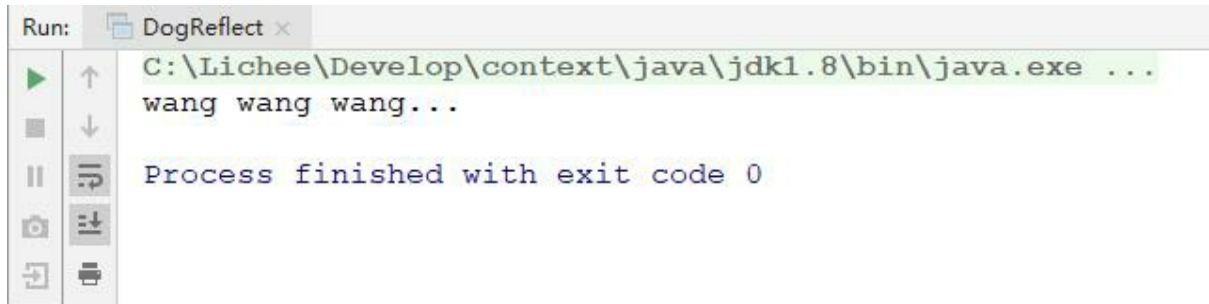 Run: DogReflect
C:\Lichee\Develop\context\java\jdk1.8\bin\java.exe ...
wang wang wang...
Process finished with exit code 0